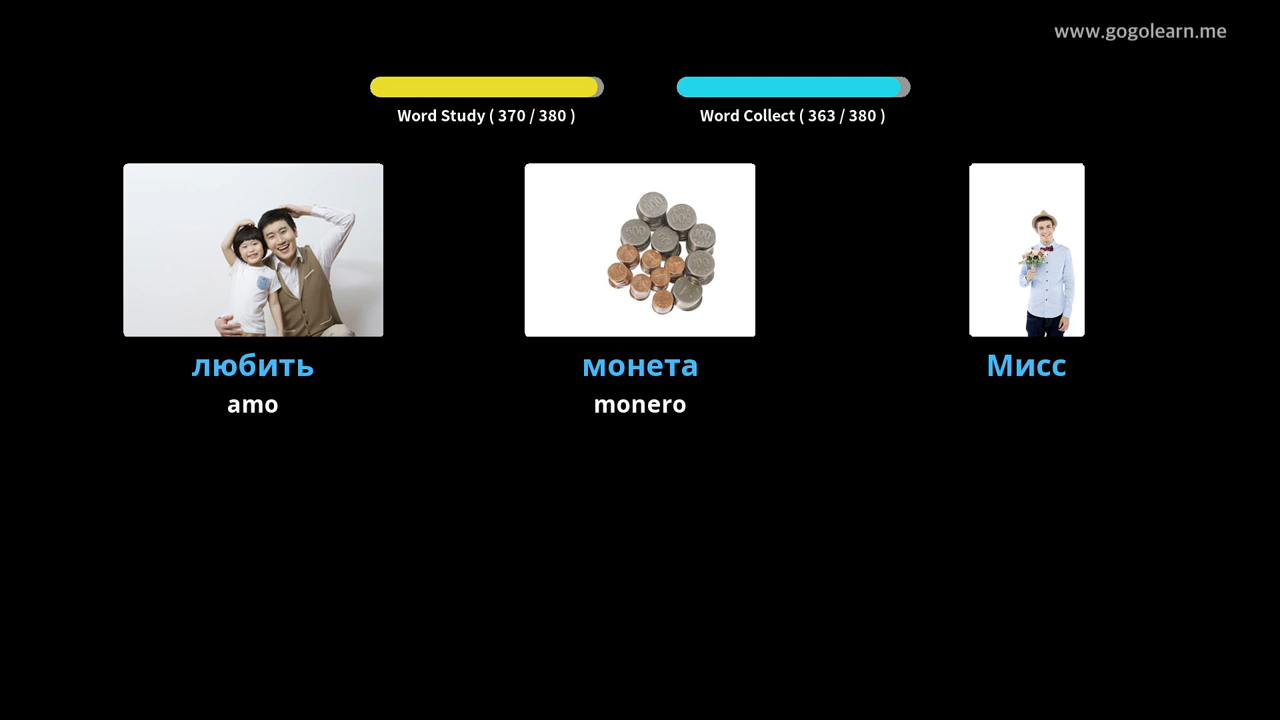 www.gogolearn.me
Word Study ( 370 / 380 )
Word Collect ( 363 / 380 )
любить
монета
Мисс
amo
monero